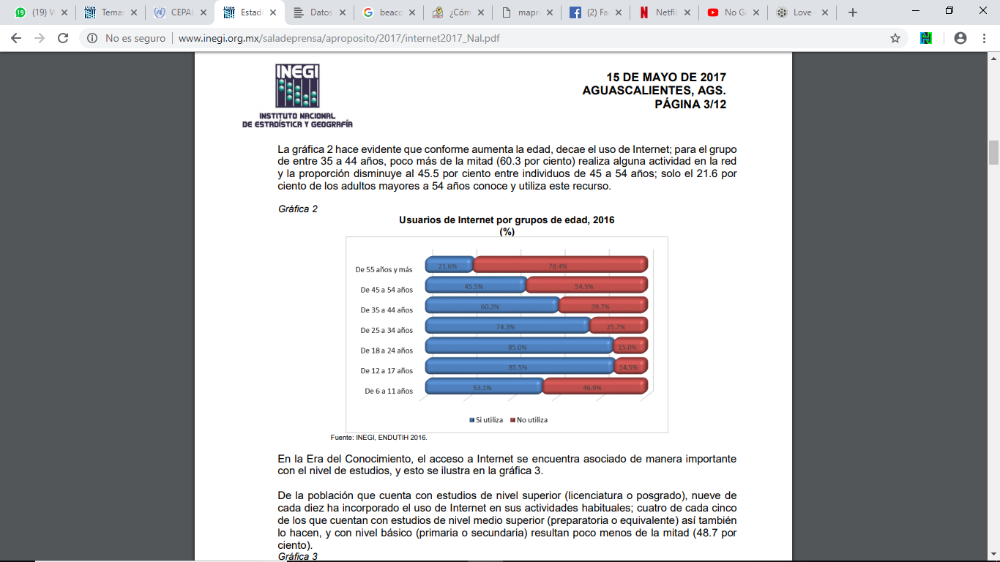 (19) W
Temas
CEPAL
Estad
Datos
beaco
¿Cóm
mapre
(2) Fa
Netfli
No G
Love
No es seguro
www.inegi.org.mx/saladeprensa/aproposito/2017/internet2017_Nal.pdf
INEGI
INSTITUTO NACIONAL
DE ESTADÍSTICA Y GEOGRAFÍA
15 DE MAYO DE 2017
AGUASCALIENTES, AGS.
PÁGINA 3/12
La gráfica 2 hace evidente que conforme aumenta la edad, decae el uso de Internet; para el grupo
de entre 35 a 44 años, poco más de la mitad (60.3 por ciento) realiza alguna actividad en la red
y la proporción disminuye al 45.5 por ciento entre individuos de 45 a 54 años; solo el 21.6 por
ciento de los adultos mayores a 54 años conoce y utiliza este recurso.
Gráfica 2
Usuarios de Internet por grupos de edad, 2016
(%)
De 55 años y más 21.6% 78.4%
De 45 a 54 años 45.5% 54.5%
De 35 a 44 años 60.3% 39.7%
De 25 a 34 años 74.3% 25.7%
De 18 a 24 años 85.0% 15.0%
De 12 a 17 años 85.5% 14.5%
De 6 a 11 años 53.1% 46.9%
Si utiliza No utiliza
Fuente: INEGI, ENDUTIH 2016.
En la Era del Conocimiento, el acceso a Internet se encuentra asociado de manera importante
con el nivel de estudios, y esto se ilustra en la gráfica 3.
De la población que cuenta con estudios de nivel superior (licenciatura o posgrado), nueve de
cada diez ha incorporado el uso de Internet en sus actividades habituales; cuatro de cada cinco
de los que cuentan con estudios de nivel medio superior (preparatoria o equivalente) así también
lo hacen, y con nivel básico (primaria o secundaria) resultan poco menos de la mitad (48.7 por
ciento).
Gráfica 3